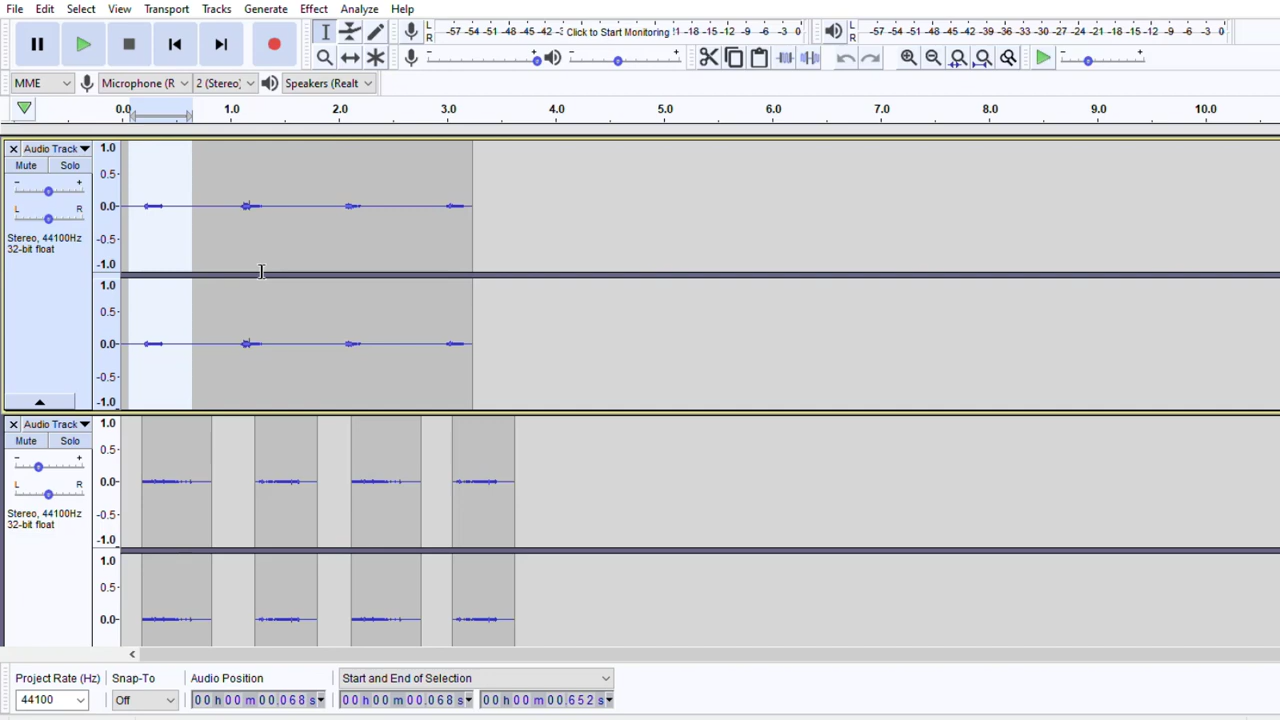 File Edit Select View Transport Tracks Generate Effect Analyze Help
L R -57 -54 -51 -48 -45 -42 -3 Click to Start Monitoring !1 -18 -15 -12 -9 -6 -3 0
L R -57 -54 -51 -48 -45 -42 -39 -36 -33 -30 -27 -24 -21 -18 -15 -12 -9 -6 -3 0
- + - + - +
MME Microphone (R 2 (Stereo) Speakers (Realt
0.0 1.0 2.0 3.0 4.0 5.0 6.0 7.0 8.0 9.0 10.0
Audio Track
Mute Solo
- +
L R
Stereo, 44100Hz
32-bit float
1.0
0.5-
0.0-
-0.5-
-1.0
1.0
0.5-
0.0-
-0.5-
-1.0
Audio Track
Mute Solo
- +
L R
Stereo, 44100Hz
32-bit float
1.0
0.5-
0.0-
-0.5-
-1.0
1.0
0.5-
0.0-
Project Rate (Hz) Snap-To Audio Position Start and End of Selection
44100 Off 00 h 00 m 00.068 s 00 h 00 m 00.068 s 00 h 00 m 00.652 s